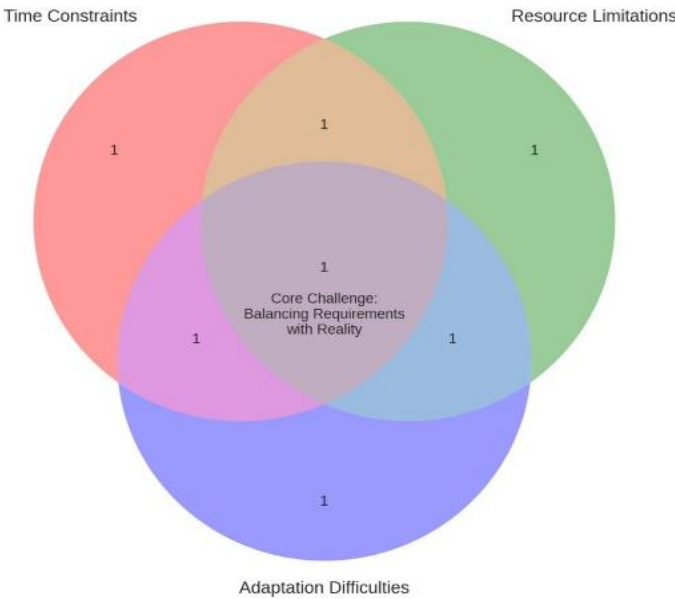 Time Constraints
Resource Limitations
1
1
1
1
Core Challenge:
Balancing Requirements
with Reality
1
1
1
Adaptation Difficulties